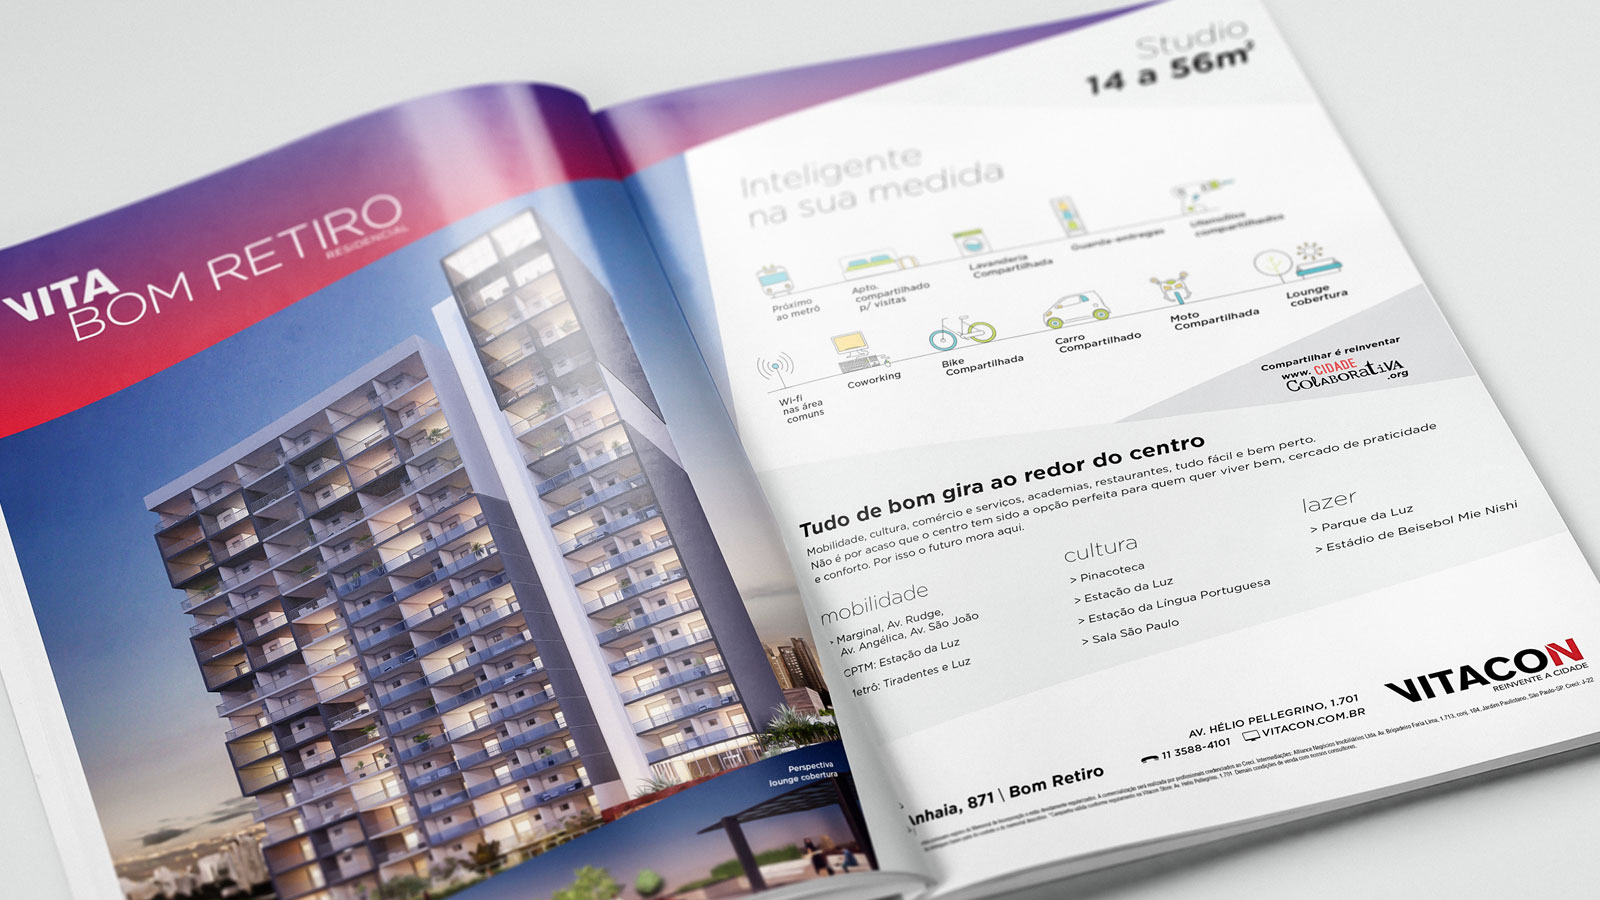 VITA
BOM RETIRO
RESIDENCIAL
Perspectiva
lounge cobertura
Studio
14 a 56m²
Inteligente
na sua medida
Próximo
ao metrô
Apto.
compartilhado
p/ visitas
Lavanderia
Compartilhada
Guarda-entregas
Utensílios
compartilhados
Wi-fi
nas área
comuns
Coworking
Bike
Compartilhada
Carro
Compartilhado
Moto
Compartilhada
Lounge
cobertura
Compartilhar é reinventar
www. CIDADE
COLABORATIVA
.org
Tudo de bom gira ao redor do centro
Mobilidade, cultura, comércio e serviços, academias, restaurantes, tudo fácil e bem perto.
Não é por acaso que o centro tem sido a opção perfeita para quem quer viver bem, cercado de praticidade
e conforto. Por isso o futuro mora aqui.
mobilidade
> Marginal, Av. Rudge,
Av. Angélica, Av. São João
CPTM: Estação da Luz
letrô: Tiradentes e Luz
cultura
> Pinacoteca
> Estação da Luz
> Estação da Língua Portuguesa
> Sala São Paulo
lazer
> Parque da Luz
> Estádio de Beisebol Mie Nishi
VITACON
REINVENTE A CIDADE
AV. HÉLIO PELLEGRINO, 1.701
11 3588-4101 VITACON.COM.BR
Anhaia, 871 | Bom Retiro